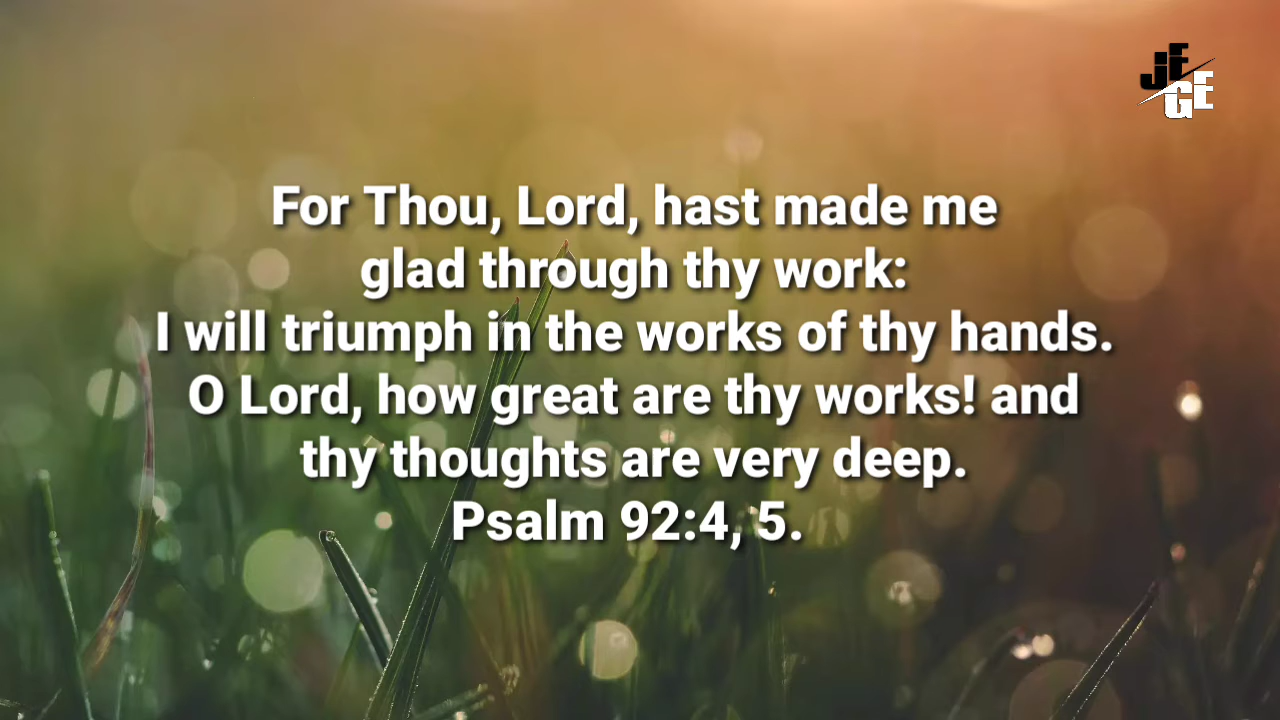 JF
GE
For Thou, Lord, hast made me
glad through thy work:
I will triumph in the works of thy hands.
O Lord, how great are thy works! and
thy thoughts are very deep.
Psalm 92:4, 5.